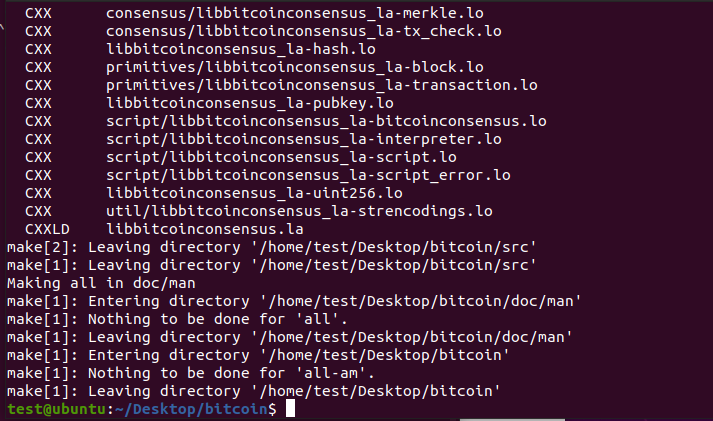 CXX      consensus/libbitcoinconsensus_la-merkle.lo
CXX      consensus/libbitcoinconsensus_la-tx_check.lo
CXX      libbitcoinconsensus_la-hash.lo
CXX      primitives/libbitcoinconsensus_la-block.lo
CXX      primitives/libbitcoinconsensus_la-transaction.lo
CXX      libbitcoinconsensus_la-pubkey.lo
CXX      script/libbitcoinconsensus_la-bitcoinconsensus.lo
CXX      script/libbitcoinconsensus_la-interpreter.lo
CXX      script/libbitcoinconsensus_la-script.lo
CXX      script/libbitcoinconsensus_la-script_error.lo
CXX      libbitcoinconsensus_la-uint256.lo
CXX      util/libbitcoinconsensus_la-strencodings.lo
CXXLD    libbitcoinconsensus.la
make[2]: Leaving directory '/home/test/Desktop/bitcoin/src'
make[1]: Leaving directory '/home/test/Desktop/bitcoin/src'
Making all in doc/man
make[1]: Entering directory '/home/test/Desktop/bitcoin/doc/man'
make[1]: Nothing to be done for 'all'.
make[1]: Leaving directory '/home/test/Desktop/bitcoin/doc/man'
make[1]: Entering directory '/home/test/Desktop/bitcoin'
make[1]: Nothing to be done for 'all-am'.
make[1]: Leaving directory '/home/test/Desktop/bitcoin'
test@ubuntu:~/Desktop/bitcoin$